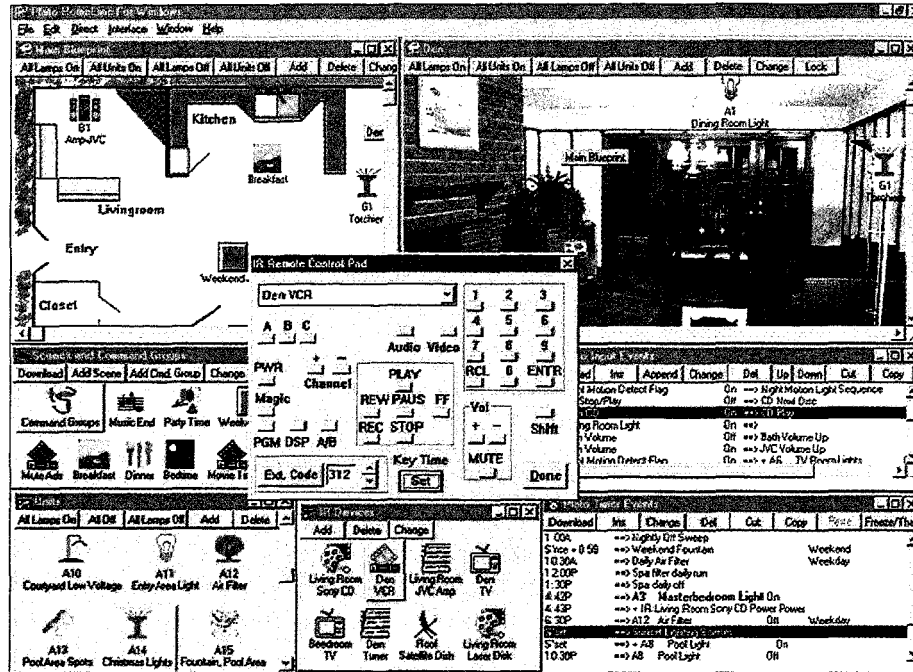 For Windows
File Edit Direct Interface Window Help
Main Blueprint
All Lamps On All Units On All Lamps Off All Units Off Add Delete Chang
B1
Amp-JVC
Kitchen
Den
Breakfast
G1
Torchier
Livingroom
Entry
Closet
Weekend
Den
All Lamps On All Units On All Lamps Off All Units Off Add Delete Change Lock
A1
Dining Room Light
Main Blueprint
G1
Torchier
IR Remote Control Pad
Den VCR
A B C
Audio Video
PWR
Channel
Magic
PGM DSP A/B
PLAY
REW PAUS FF
REC STOP
1 2 3
4 5 6
7 8 9
RCL 0 ENTR
Vol
+ -
MUTE
Shift
Ext. Code 312
Key Time
Set
Done
Scenes and Command Groups
Download Add Scene Add Cmd. Group Change
Command Groups Music End Party Time
Mute Ads Breakfast Dinner Bedtime
Input Events
Ins Append Change Del Up Down Cut Copy
Motion Detect Flag On ==> Night Motion Light Sequence
Stop/Play Off ==> CD Next Disc
On ==> CD Play
Room Light On ==>
Volume On ==> Bath Volume Up
Volume On ==> JVC Volume Up
Motion Detect Flag On ==> + A6 TV Room Lights
Units
All Lamps On All Off All Lamps Off Add Delete
A10
Courtyard Low Voltage
A11
Entry Area Light
A12
Air Filter
A13
Pool Area Spots
A14
Christmas Lights
A15
Fountain, Pool Area
IR Devices
Add Delete Change
Living Room Sony CD
Den VCR
Living Room JVC Amp
Den TV
Bedroom TV
Den Tuner
Roof Satellite Dish
Living Room Laser Disk
Timed Events
Download Ins Change Del Cut Copy Paste Freeze/Tha
1:00A ==> Nightly Off Sweep
S'rise + 0:59 ==> Weekend Fountain Weekend
10:30A ==> Daily Air Filter Weekday
12:00P ==> Spa filter daily run
1:30P ==> Spa daily off
4:42P ==> A3 Masterbedroom Light On
4:43P ==> + IR: Living Room Sony CD Power Power
6:30P ==> A12 Air Filter Off Weekday
S'set ==> + A8 Pool Light On
10:30P ==> A8 Pool Light Off